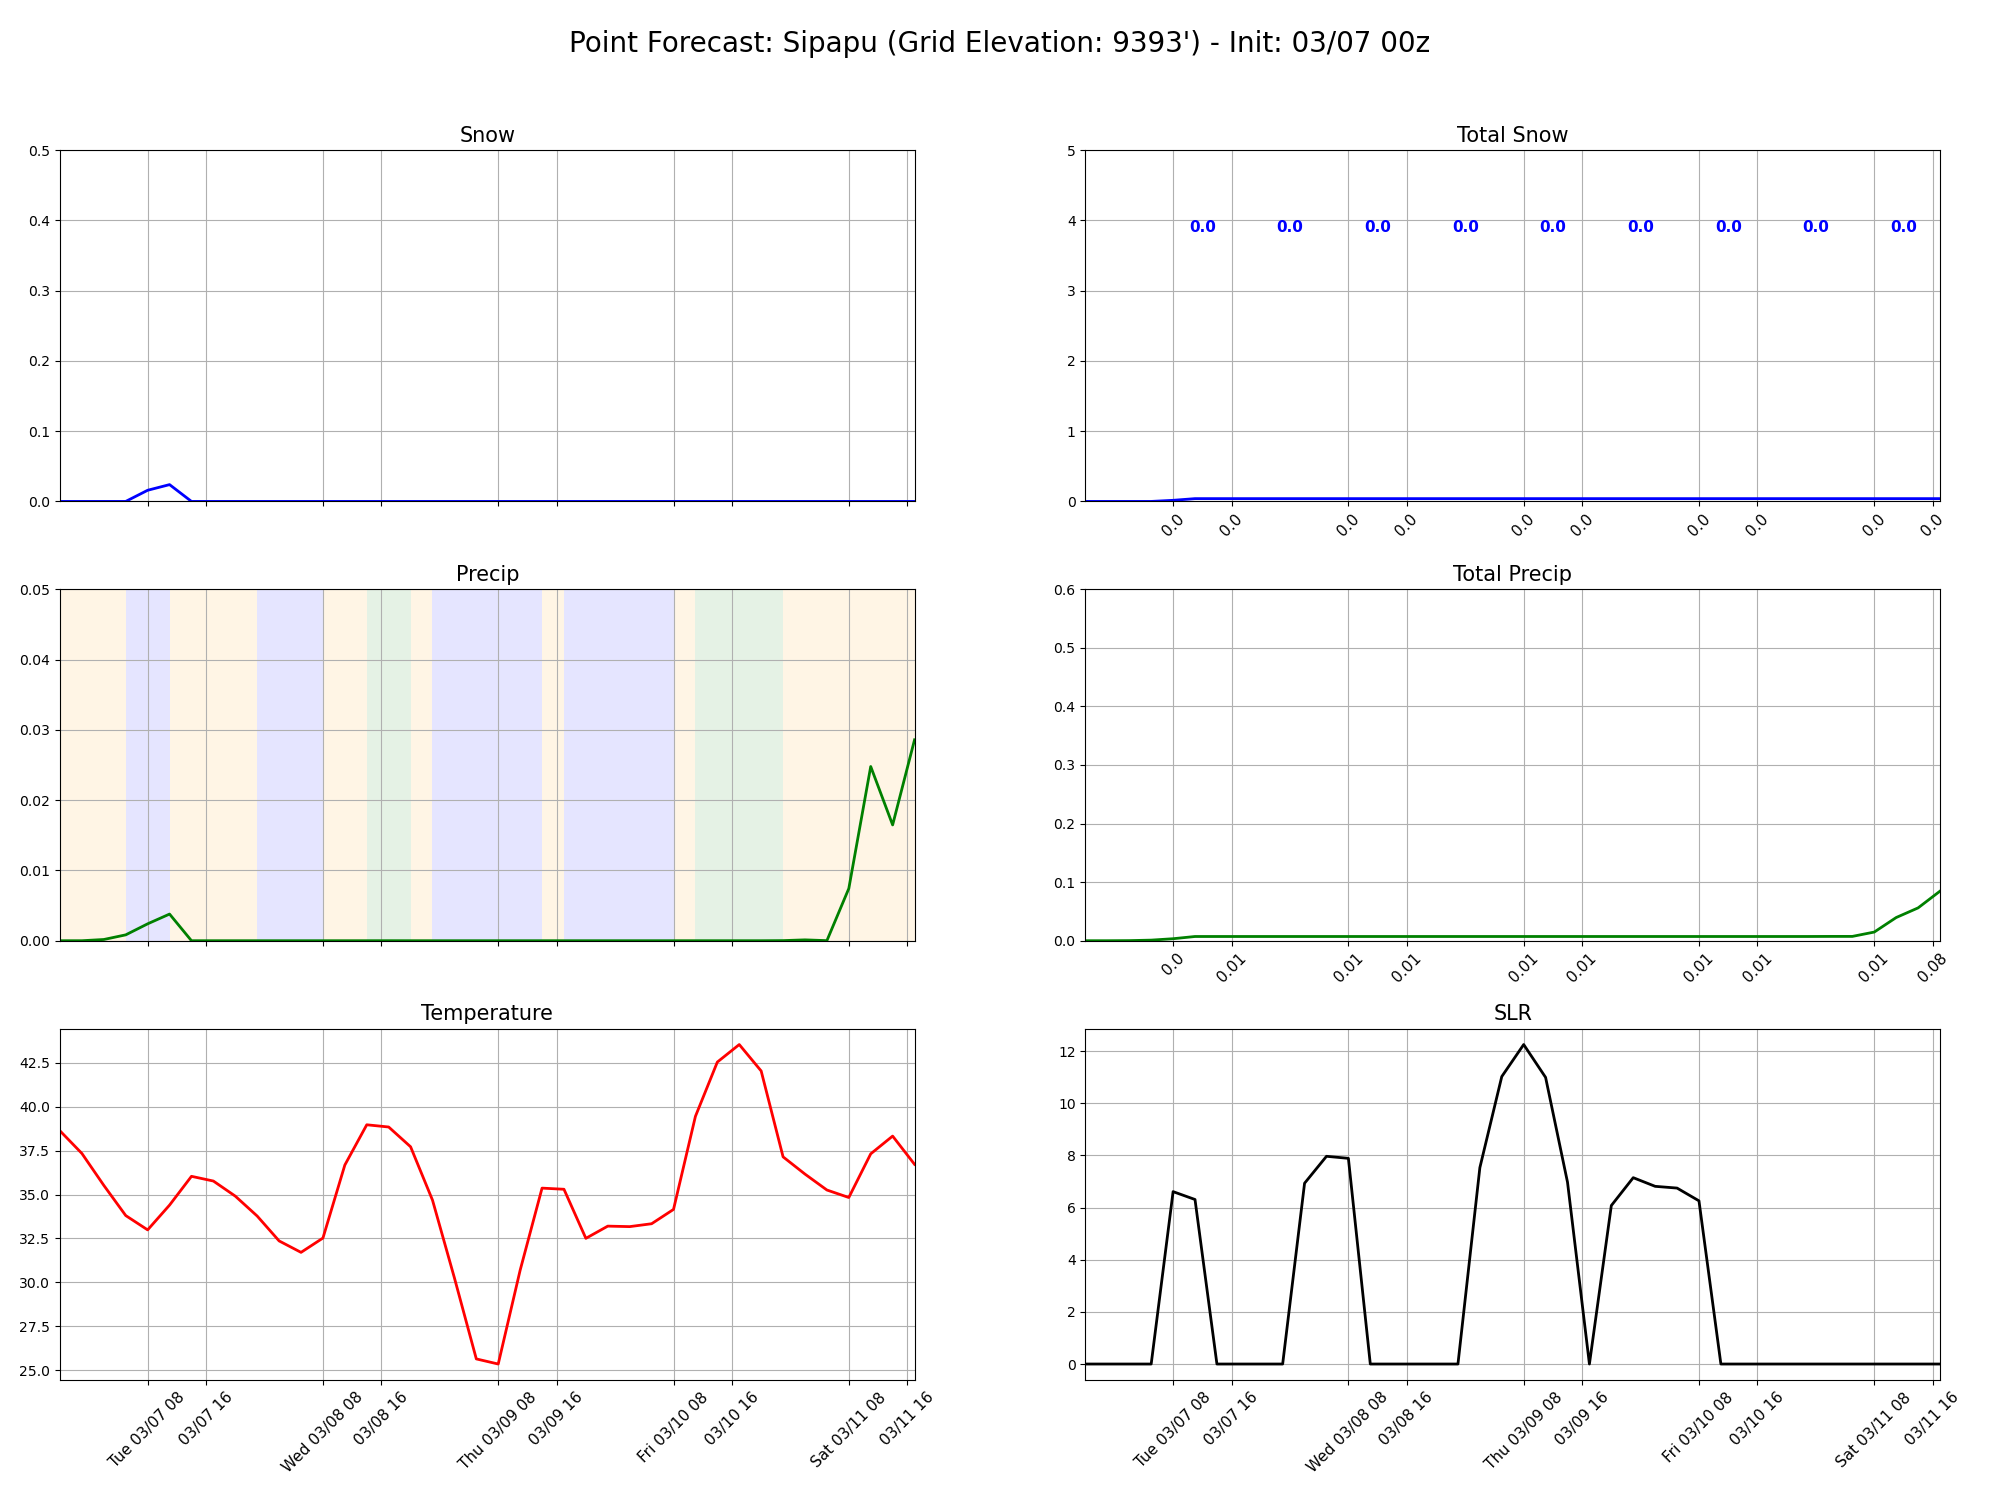 Point Forecast: Sipapu (Grid Elevation: 9393') - Init: 03/07 00z
Snow
0.5
0.4
0.3
0.2
0.1
0.0
Total Snow
5
4
3
2
1
0
0.0 0.0 0.0 0.0 0.0 0.0 0.0 0.0 0.0
0.0 0.0 0.0 0.0 0.0 0.0 0.0 0.0 0.0 0.0
Precip
0.05
0.04
0.03
0.02
0.01
0.00
Total Precip
0.6
0.5
0.4
0.3
0.2
0.1
0.0
0.0 0.01 0.01 0.01 0.01 0.01 0.01 0.01 0.01 0.08
Temperature
42.5
40.0
37.5
35.0
32.5
30.0
27.5
25.0
Tue 03/07 08
03/07 16
Wed 03/08 08
03/08 16
Thu 03/09 08
03/09 16
Fri 03/10 08
03/10 16
Sat 03/11 08
03/11 16
SLR
12
10
8
6
4
2
0
Tue 03/07 08
03/07 16
Wed 03/08 08
03/08 16
Thu 03/09 08
03/09 16
Fri 03/10 08
03/10 16
Sat 03/11 08
03/11 16